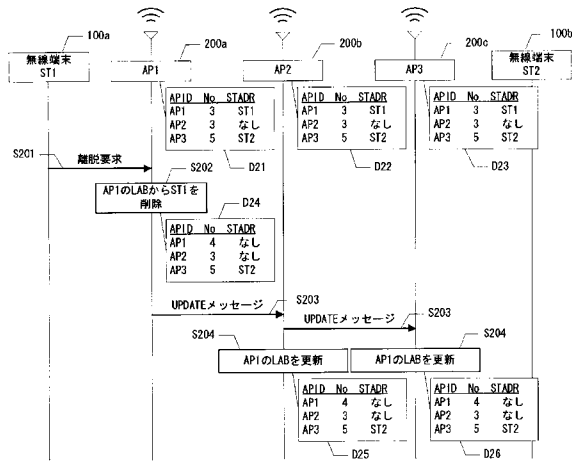 100a
200a
200b
200c
100b
無線端末
ST1
AP1
AP2
AP3
無線端末
ST2
APID No STADR
AP1 3 ST1
AP2 3 なし
AP3 5 ST2
APID No STADR
AP1 3 ST1
AP2 3 なし
AP3 5 ST2
APID No STADR
AP1 3 ST1
AP2 3 なし
AP3 5 ST2
D21
D22
D23
S201
離脱要求
S202
AP1のLABからST1を
削除
D24
APID No STADR
AP1 4 なし
AP2 3 なし
AP3 5 ST2
UPDATEメッセージ
S203
UPDATEメッセージ
S203
S204
AP1のLABを更新
S204
AP1のLABを更新
APID No STADR
AP1 4 なし
AP2 3 なし
AP3 5 ST2
APID No STADR
AP1 4 なし
AP2 3 なし
AP3 5 ST2
D25
D26